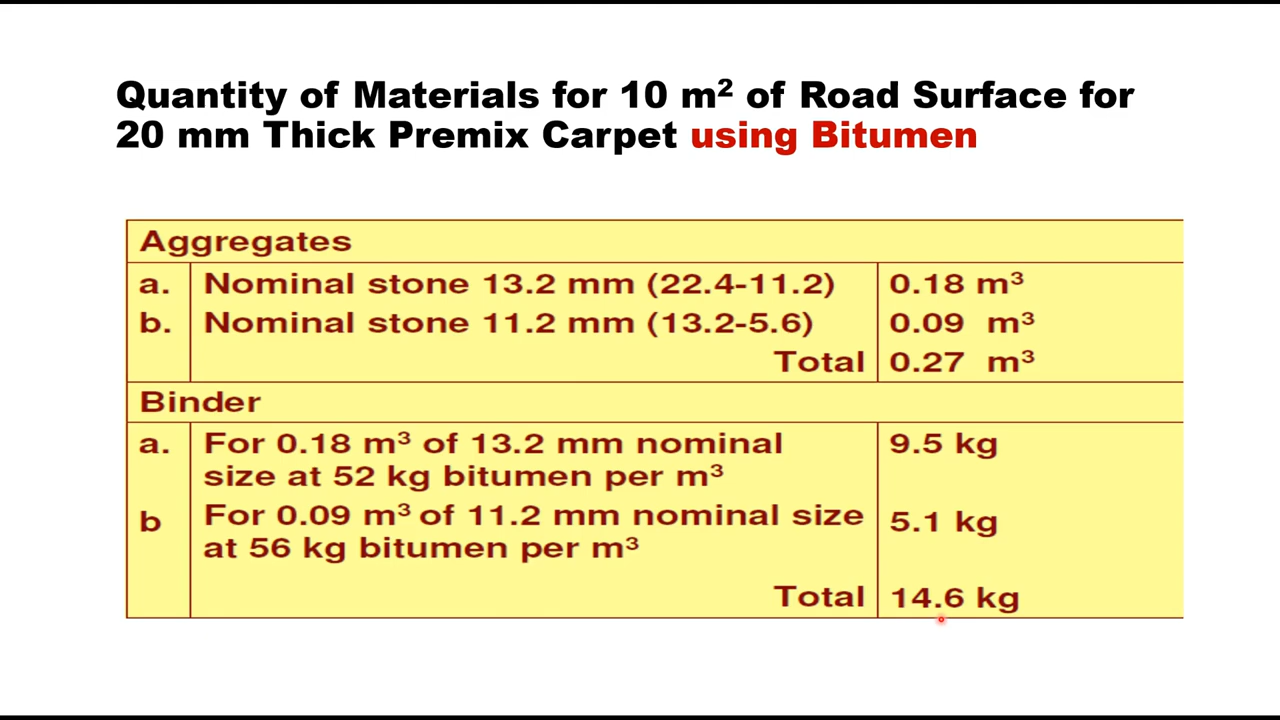 Quantity of Materials for 10 m² of Road Surface for
20 mm Thick Premix Carpet using Bitumen
Aggregates
a. Nominal stone 13.2 mm (22.4-11.2) 0.18 m³
b. Nominal stone 11.2 mm (13.2-5.6) 0.09 m³
Total 0.27 m³
Binder
a. For 0.18 m³ of 13.2 mm nominal 9.5 kg
size at 52 kg bitumen per m³
b For 0.09 m³ of 11.2 mm nominal size 5.1 kg
at 56 kg bitumen per m³
Total 14.6 kg